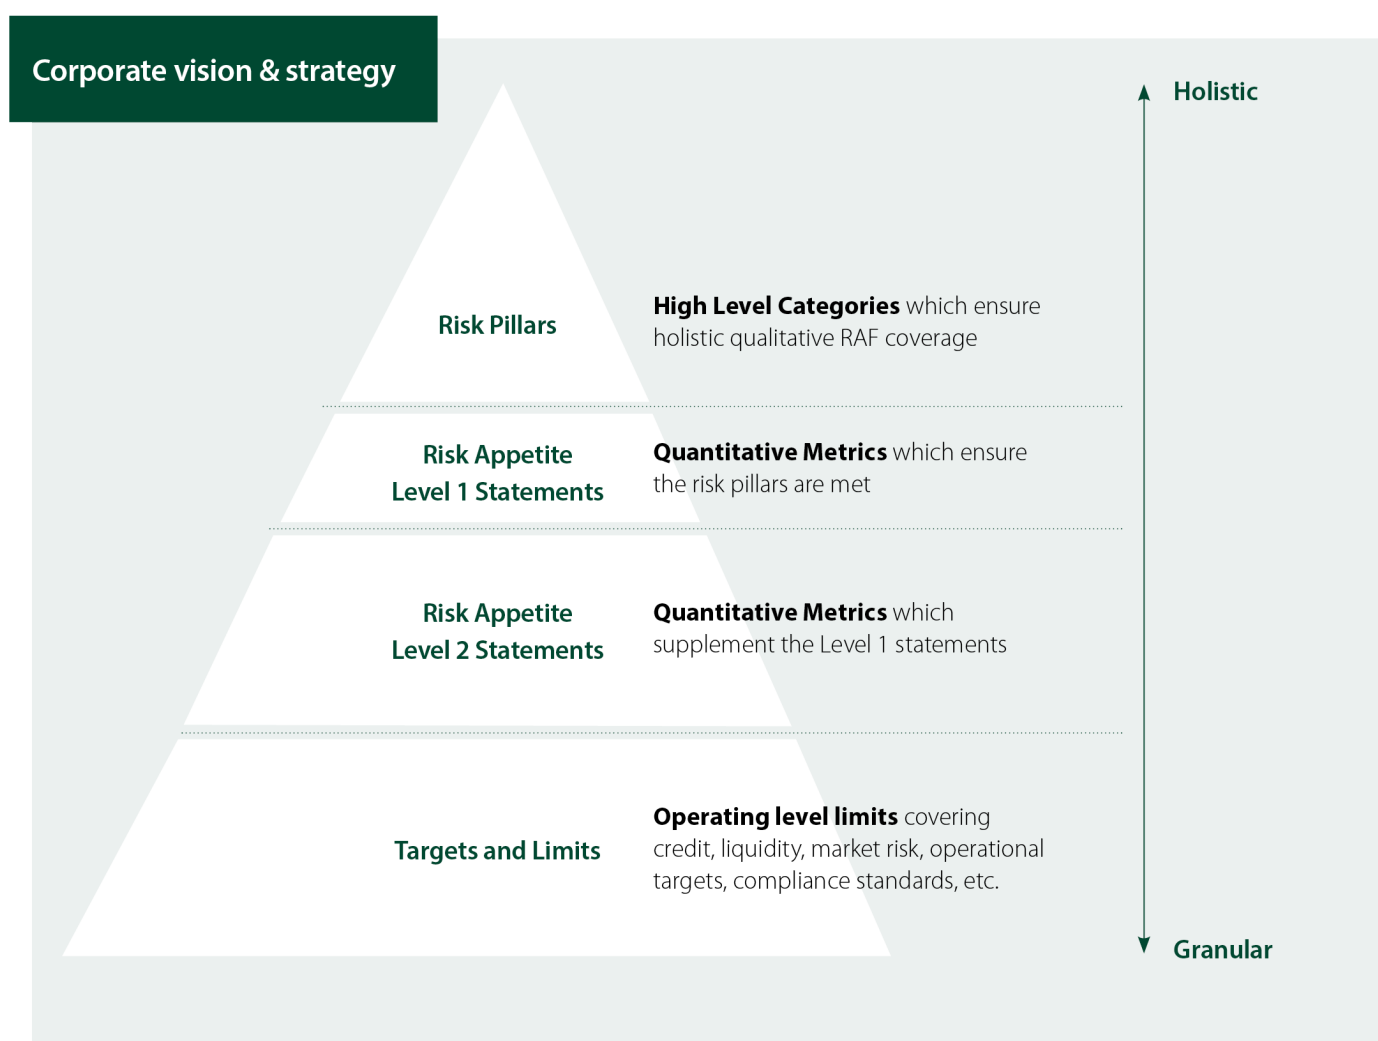 Corporate vision & strategy
Holistic
Risk Pillars
High Level Categories which ensure
holistic qualitative RAF coverage
Risk Appetite
Level 1 Statements
Quantitative Metrics which ensure
the risk pillars are met
Risk Appetite
Level 2 Statements
Quantitative Metrics which
supplement the Level 1 statements
Targets and Limits
Operating level limits covering
credit, liquidity, market risk, operational
targets, compliance standards, etc.
Granular